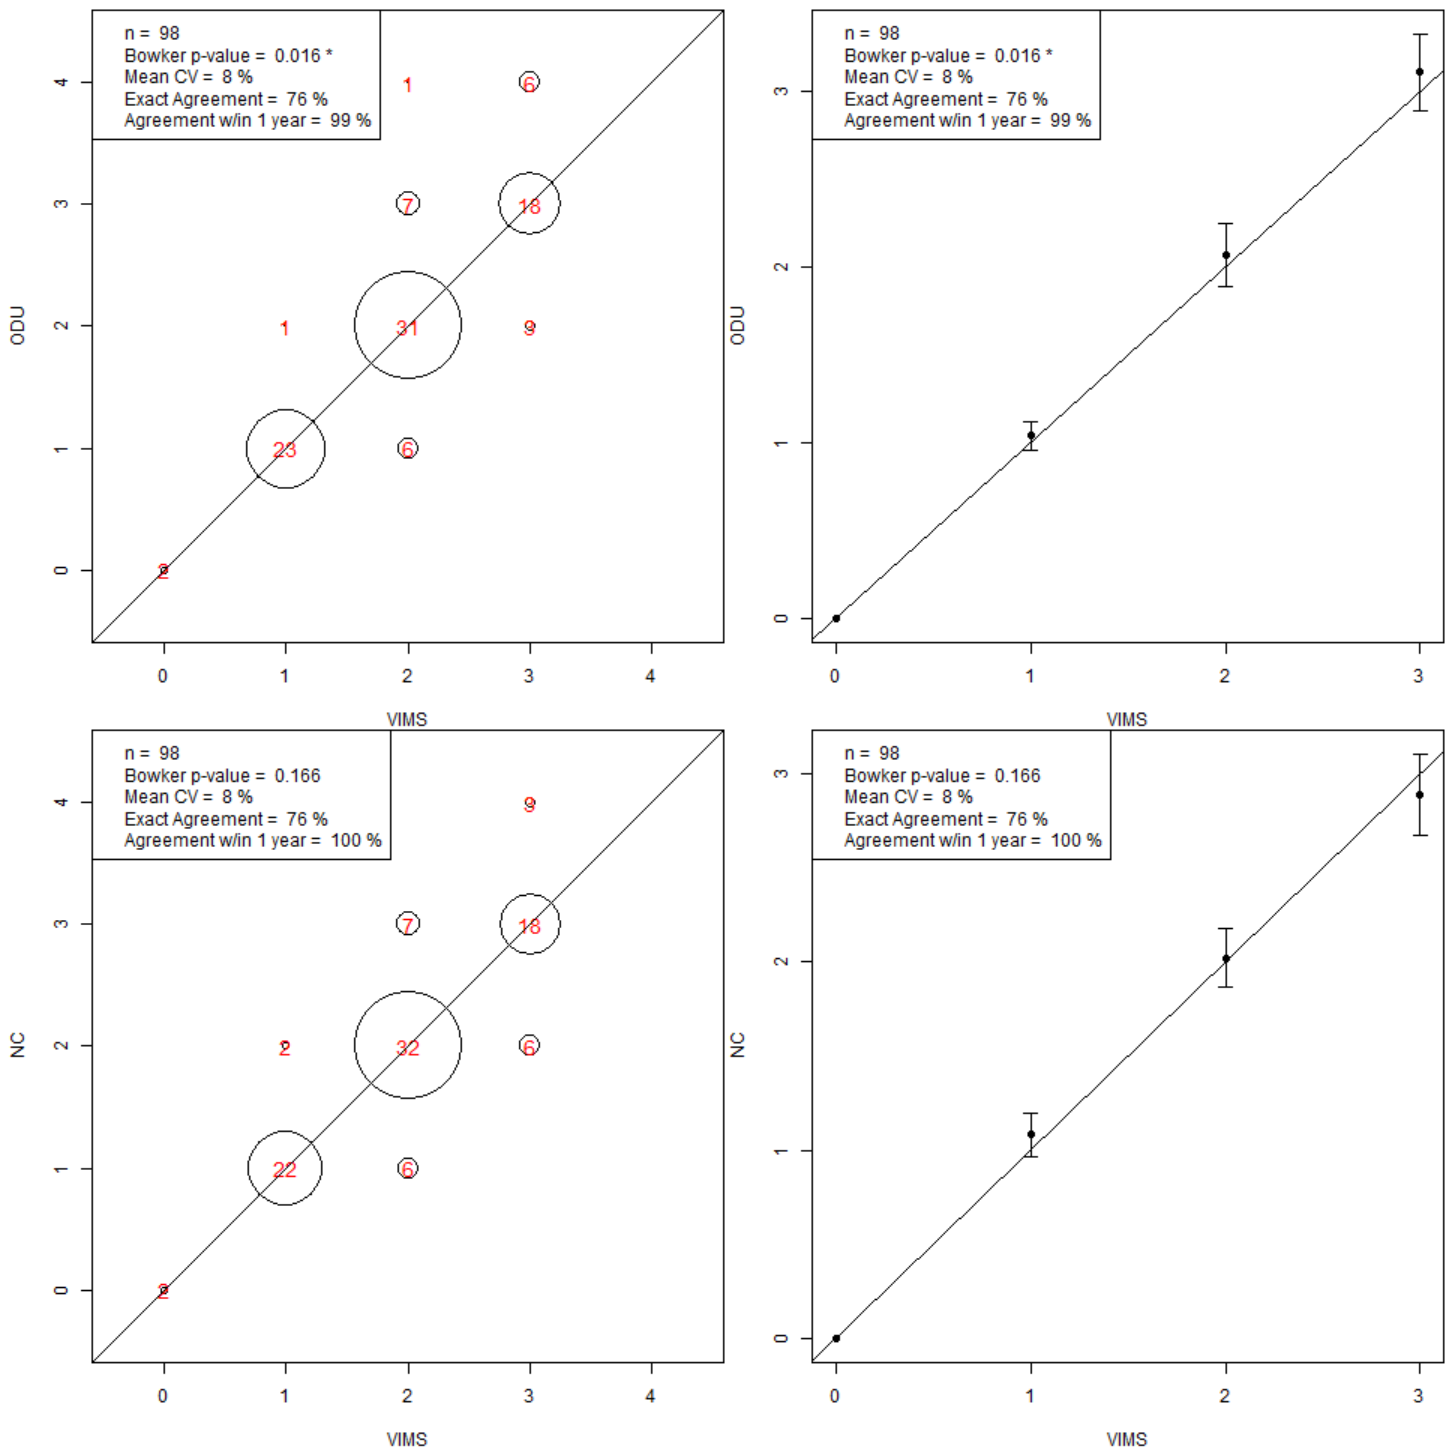 n = 98
Bowker p-value = 0.016 *
Mean CV = 8 %
Exact Agreement = 76 %
Agreement w/in 1 year = 99 %
4
1
6
3
7
18
2
1
31
3
1
23
6
0
2
ODU
0
1
2
3
4
VIMS
n = 98
Bowker p-value = 0.016 *
Mean CV = 8 %
Exact Agreement = 76 %
Agreement w/in 1 year = 99 %
3
2
1
0
ODU
0
1
2
3
VIMS
n = 98
Bowker p-value = 0.166
Mean CV = 8 %
Exact Agreement = 76 %
Agreement w/in 1 year = 100 %
4
3
3
7
18
2
2
32
6
1
22
6
0
2
NC
0
1
2
3
4
VIMS
n = 98
Bowker p-value = 0.166
Mean CV = 8 %
Exact Agreement = 76 %
Agreement w/in 1 year = 100 %
3
2
1
0
NC
0
1
2
3
VIMS